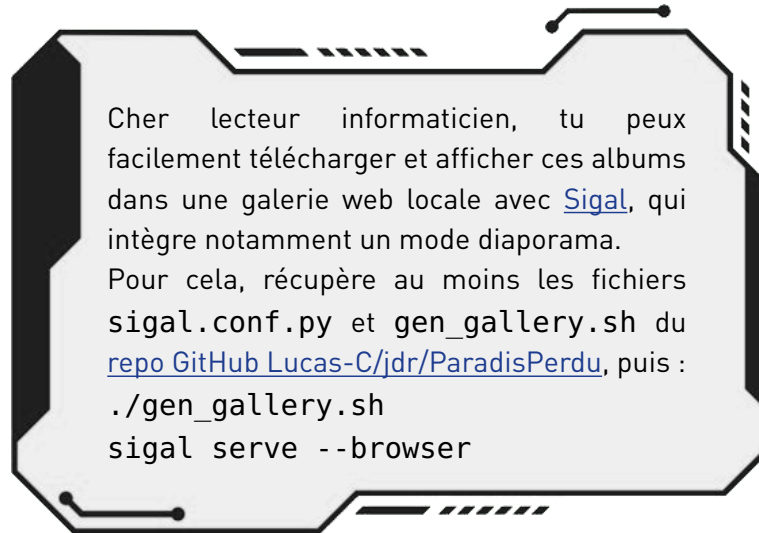 Cher lecteur informaticien, tu peux
facilement télécharger et afficher ces albums
dans une galerie web locale avec Sigal, qui
intègre notamment un mode diaporama.
Pour cela, récupère au moins les fichiers
sigal.conf.py et gen_gallery.sh du
repo GitHub Lucas-C/jdr/ParadisPerdu, puis :
./gen_gallery.sh
sigal serve --browser